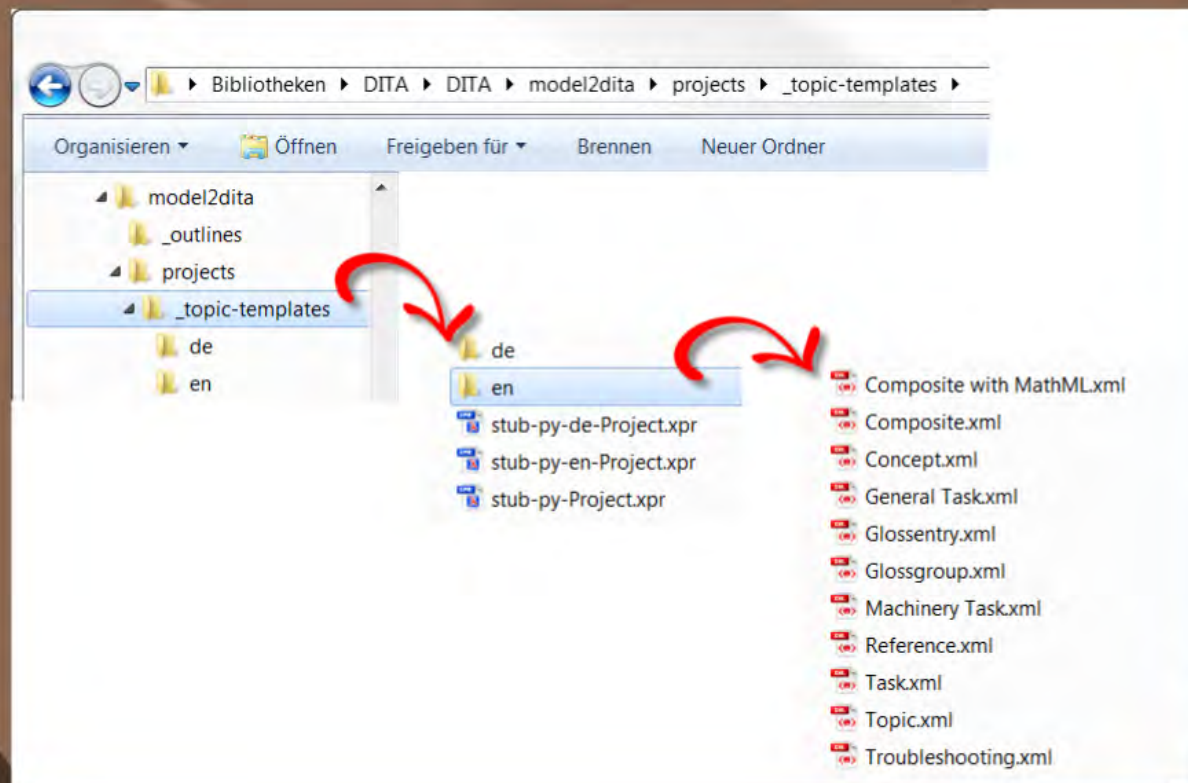 Bibliotheken ▸ DITA ▸ DITA ▸ model2dita ▸ projects ▸ _topic-templates ▸
Organisieren Öffnen Freigeben für Brennen Neuer Ordner
model2dita
_outlines
projects
_topic-templates
de
en
de
en
stub-py-de-Project.xpr
stub-py-en-Project.xpr
stub-py-Project.xpr
Composite with MathML.xml
Composite.xml
Concept.xml
General Task.xml
Glossentry.xml
Glossgroup.xml
Machinery Task.xml
Reference.xml
Task.xml
Topic.xml
Troubleshooting.xml